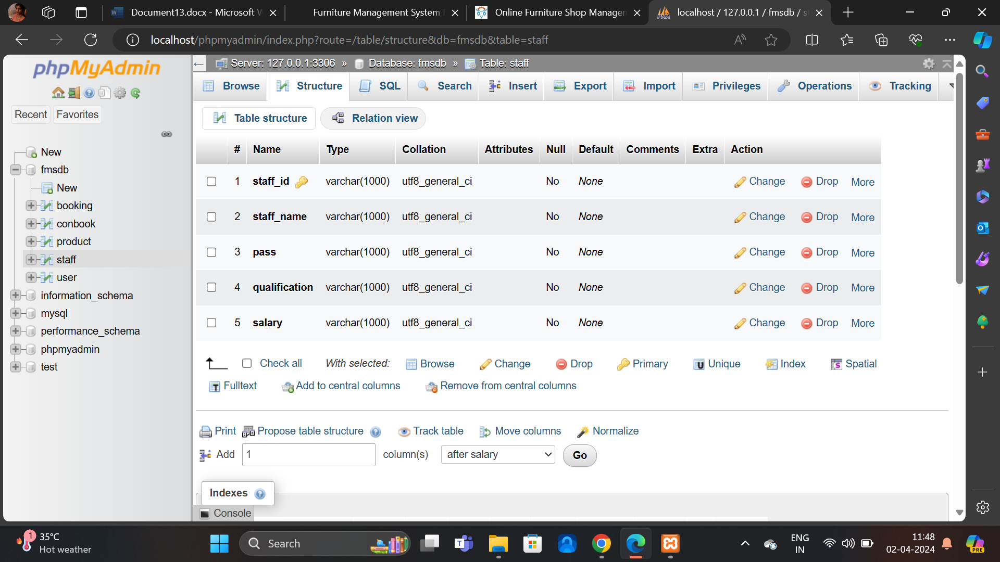 Document13.docx - Microsoft W
Furniture Management System
Online Furniture Shop Manager
localhost / 127.0.0.1 / fmsdb / s
localhost/phpmyadmin/index.php?route=/table/structure&db=fmsdb&table=staff
phpMyAdmin
Recent Favorites
New
fmsdb
New
booking
conbook
product
staff
user
information_schema
mysql
performance_schema
phpmyadmin
test
Server: 127.0.0.1:3306 » Database: fmsdb » Table: staff
Browse Structure SQL Search Insert Export Import Privileges Operations Tracking
Table structure Relation view
# Name Type Collation Attributes Null Default Comments Extra Action
1 staff_id varchar(1000) utf8_general_ci No None Change Drop More
2 staff_name varchar(1000) utf8_general_ci No None Change Drop More
3 pass varchar(1000) utf8_general_ci No None Change Drop More
4 qualification varchar(1000) utf8_general_ci No None Change Drop More
5 salary varchar(1000) utf8_general_ci No None Change Drop More
Check all With selected: Browse Change Drop Primary Unique Index Spatial
Fulltext Add to central columns Remove from central columns
Print Propose table structure Track table Move columns Normalize
Add 1 column(s) after salary Go
Indexes
Console
1 35°C
Hot weather
Search
ENG
IN
11:48
02-04-2024
PRE